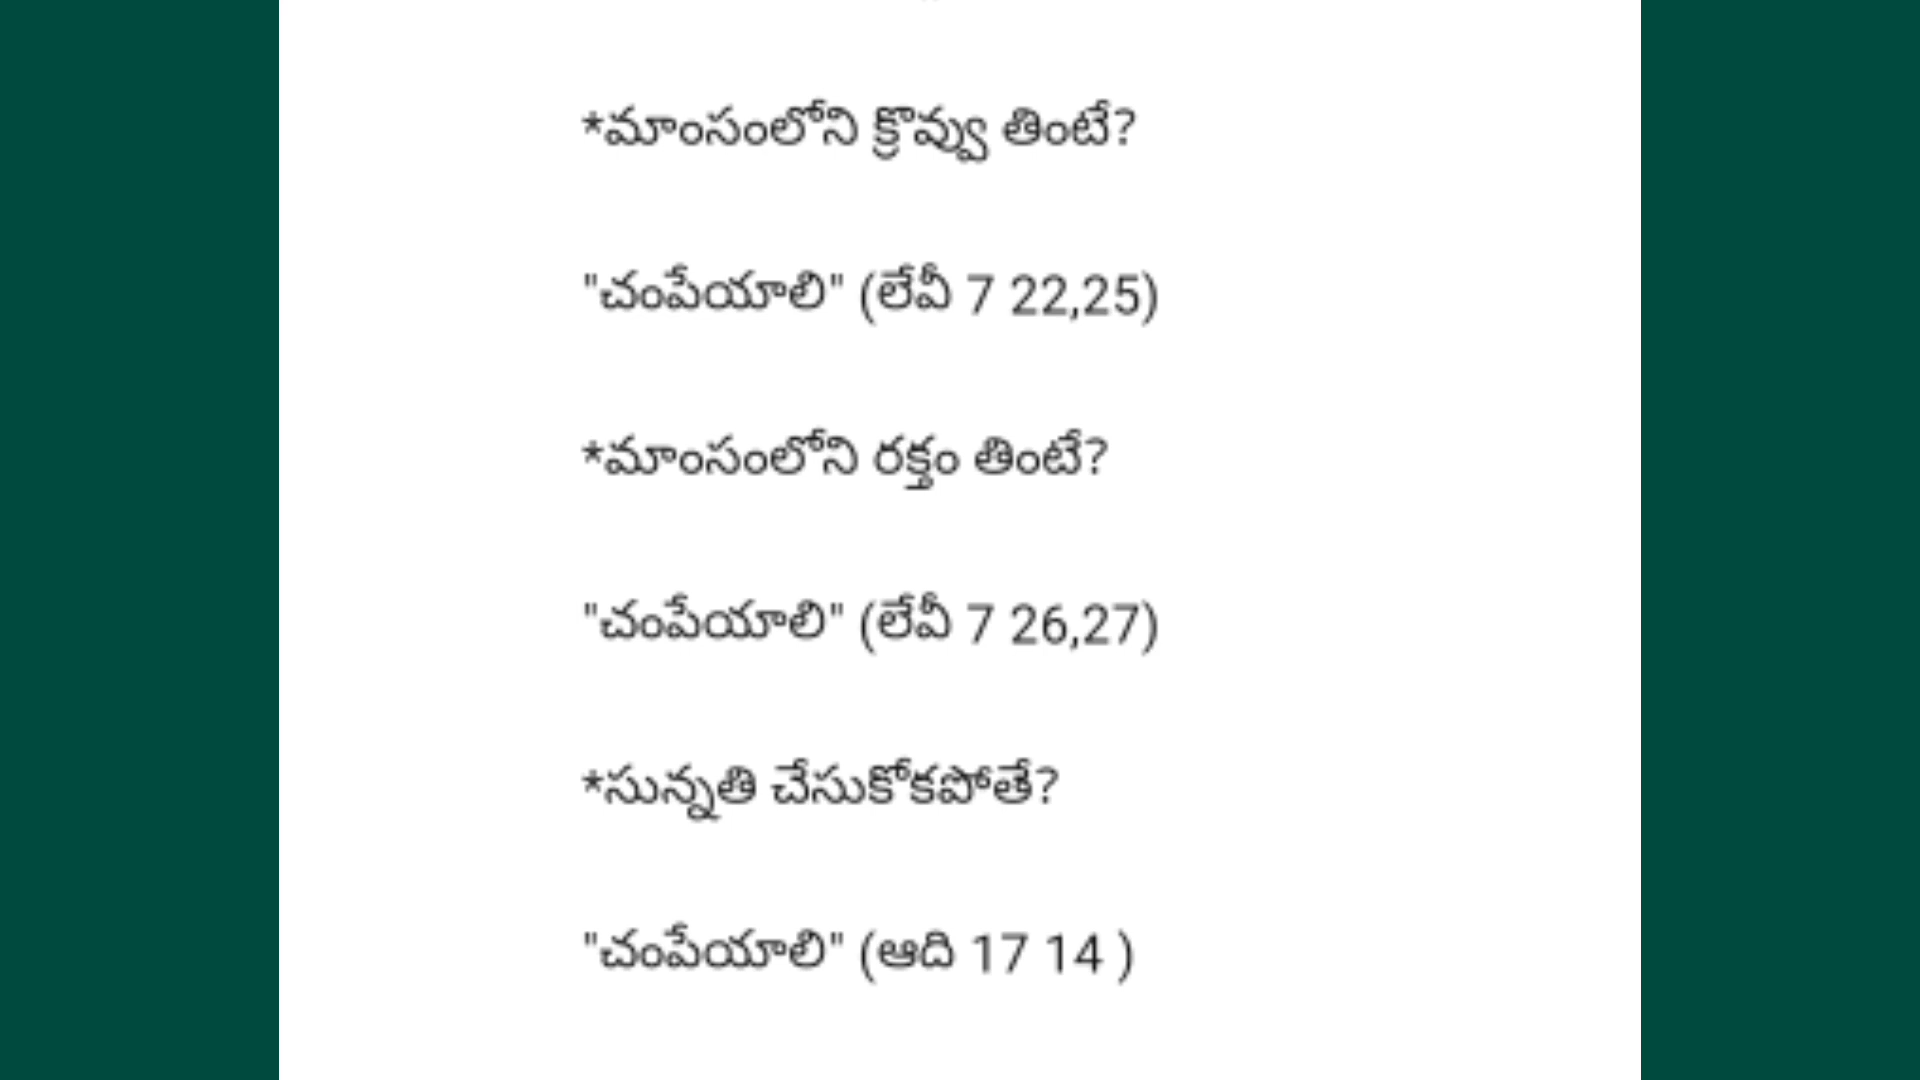 *మాంసంలోని క్రొవ్వు తింటే?
"చంపేయాలి" (లేవీ 7 22,25)
*మాంసంలోని రక్తం తింటే?
"చంపేయాలి" (లేవీ 7 26,27)
*సున్నతి చేసుకోకపోతే?
"చంపేయాలి" (ఆది 17 14 )